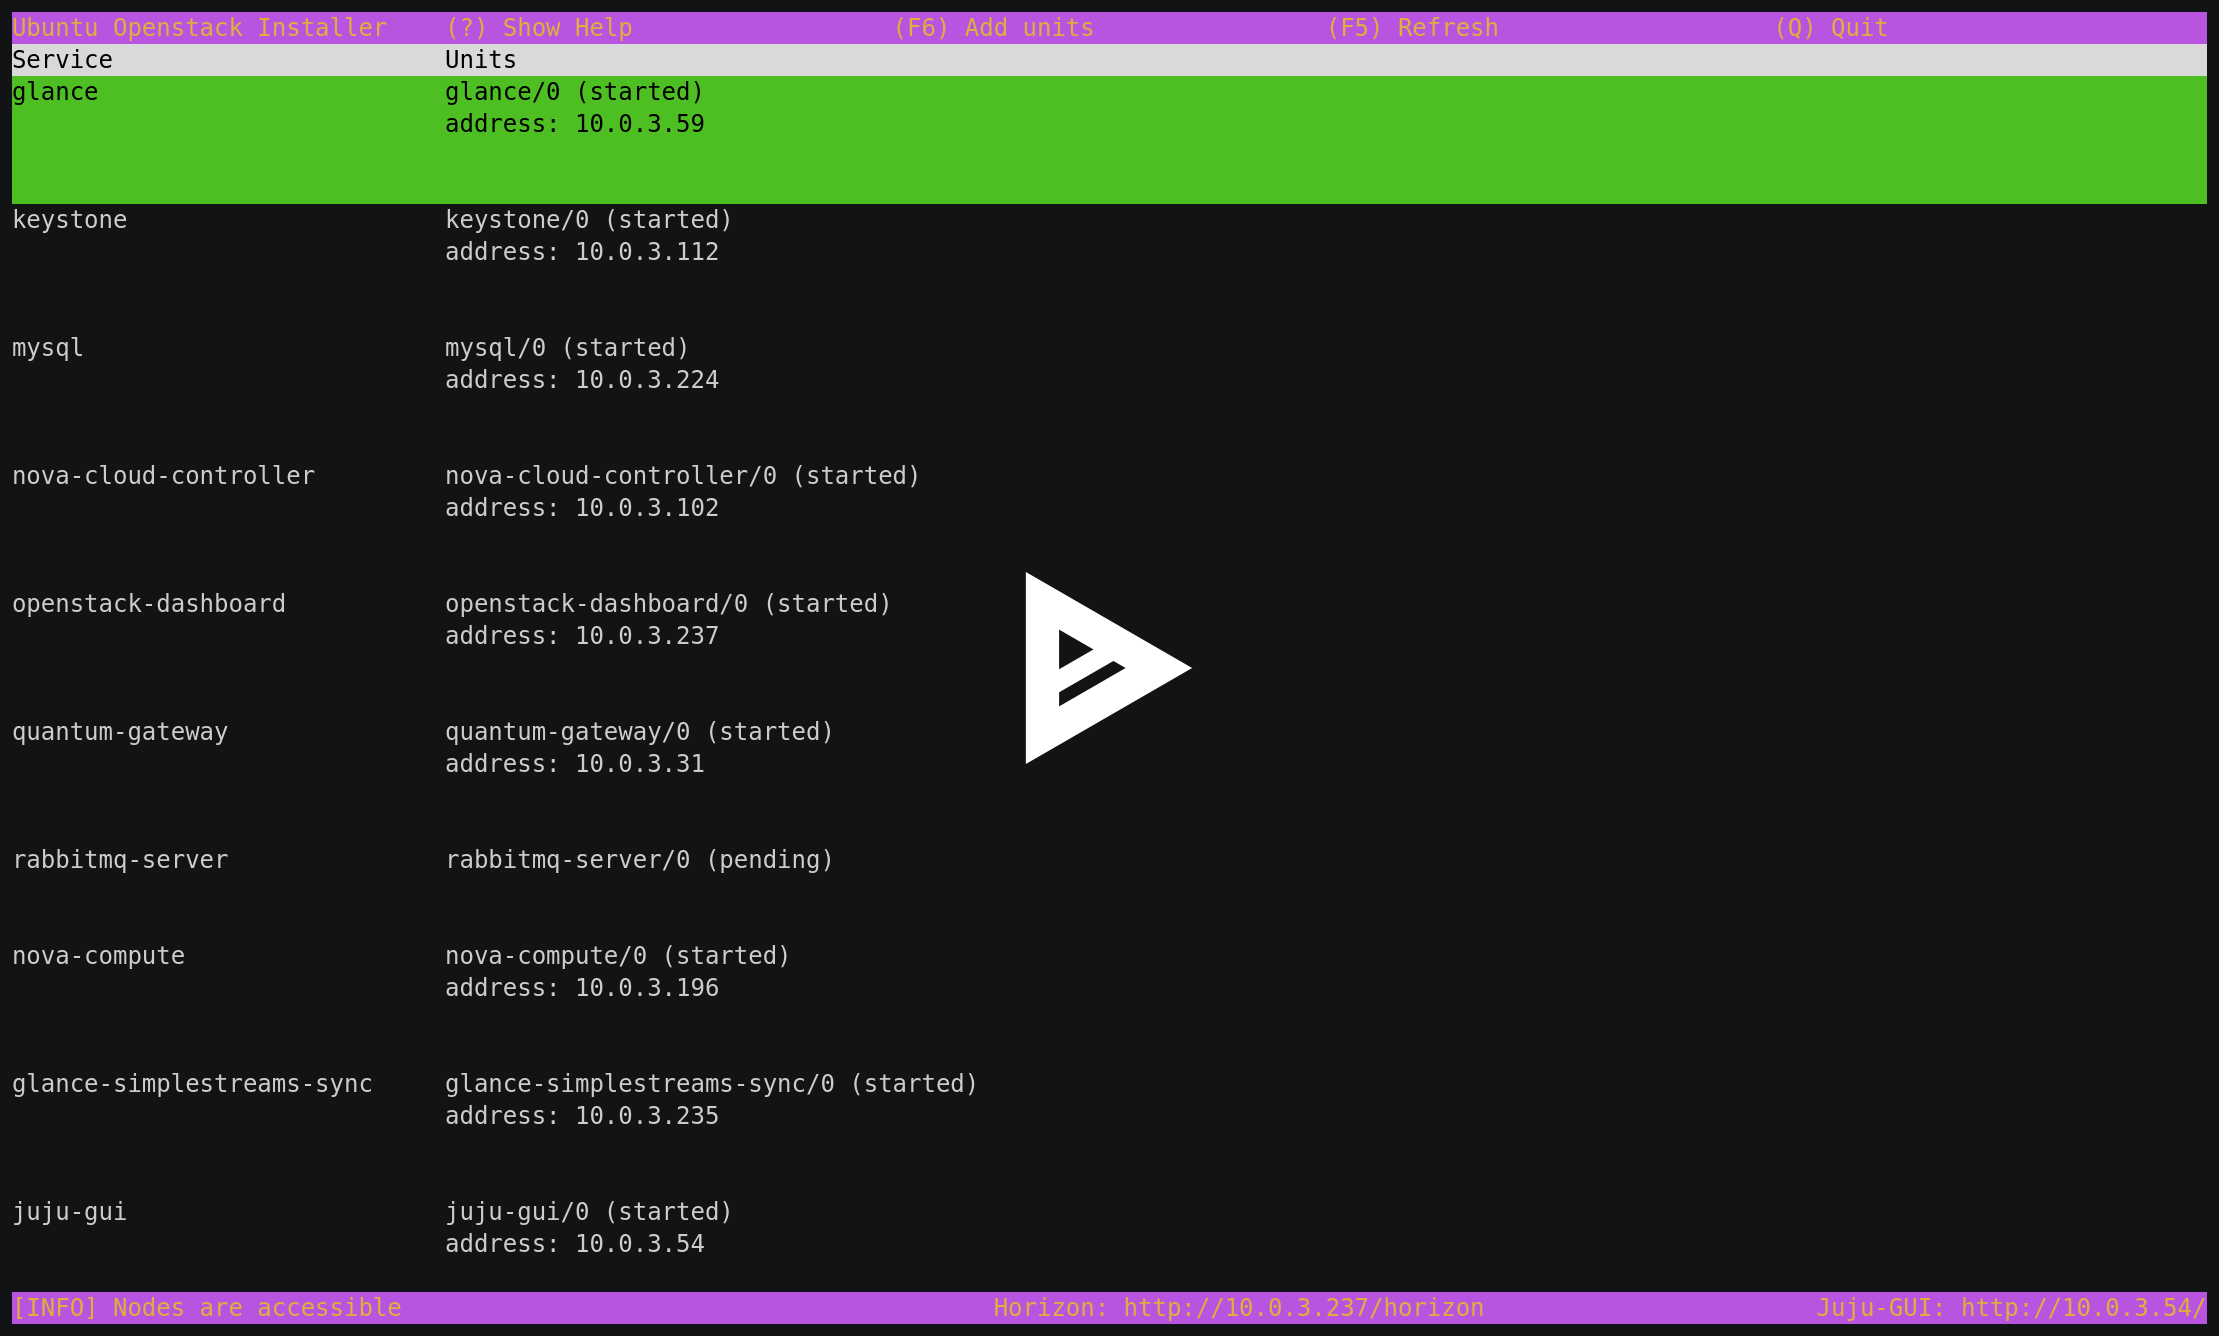 Ubuntu Openstack Installer (?) Show Help (F6) Add units (F5) Refresh (Q) Quit
Service Units
glance glance/0 (started)
address: 10.0.3.59
keystone keystone/0 (started)
address: 10.0.3.112
mysql mysql/0 (started)
address: 10.0.3.224
nova-cloud-controller nova-cloud-controller/0 (started)
address: 10.0.3.102
openstack-dashboard openstack-dashboard/0 (started)
address: 10.0.3.237
quantum-gateway quantum-gateway/0 (started)
address: 10.0.3.31
rabbitmq-server rabbitmq-server/0 (pending)
nova-compute nova-compute/0 (started)
address: 10.0.3.196
glance-simplestreams-sync glance-simplestreams-sync/0 (started)
address: 10.0.3.235
juju-gui juju-gui/0 (started)
address: 10.0.3.54
[INFO] Nodes are accessible Horizon: http://10.0.3.237/horizon Juju-GUI: http://10.0.3.54/